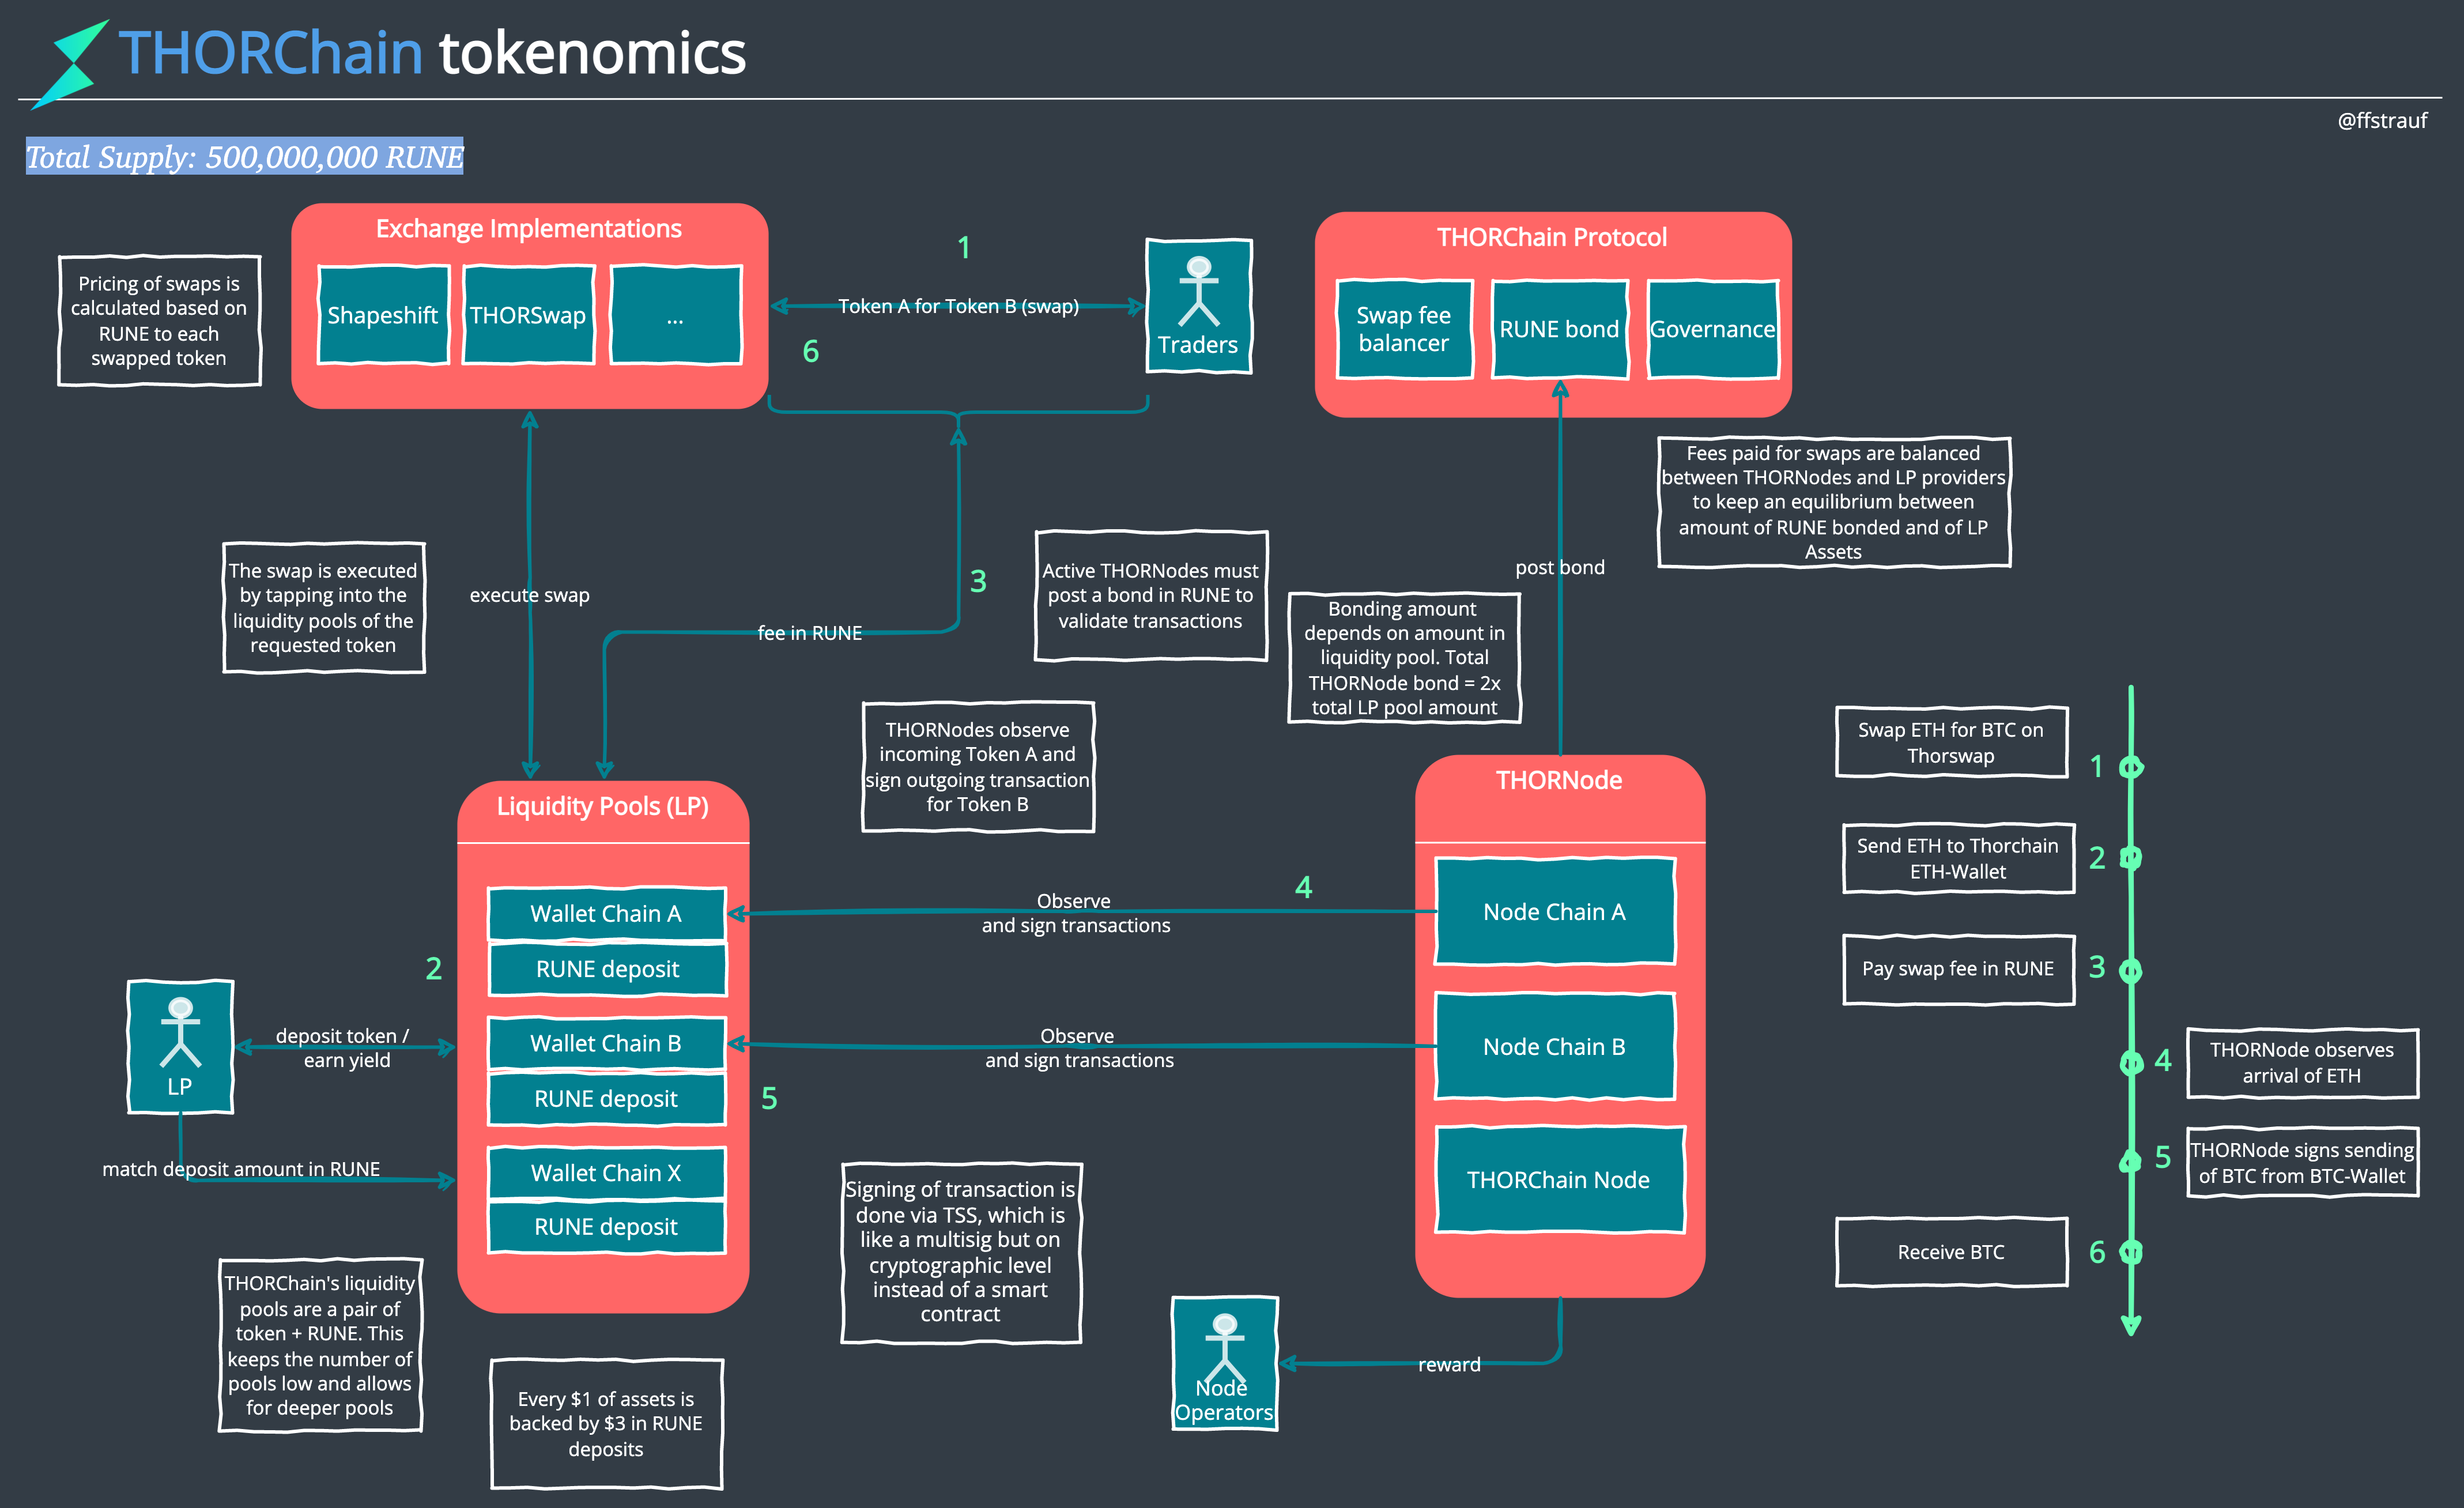 THORChain tokenomics
@ffstrauf
Total Supply: 500,000,000 RUNE
Pricing of swaps is
calculated based on
RUNE to each
swapped token
Exchange Implementations
Shapeshift
THORSwap
...
1
Token A for Token B (swap)
6
Traders
THORChain Protocol
Swap fee
balancer
RUNE bond
Governance
Fees paid for swaps are balanced
between THORNodes and LP providers
to keep an equilibrium between
amount of RUNE bonded and of LP
Assets
The swap is executed
by tapping into the
liquidity pools of the
requested token
execute swap
fee in RUNE
3
Active THORNodes must
post a bond in RUNE to
validate transactions
post bond
Bonding amount
depends on amount in
liquidity pool. Total
THORNode bond = 2x
total LP pool amount
THORNodes observe
incoming Token A and
sign outgoing transaction
for Token B
Liquidity Pools (LP)
Wallet Chain A
RUNE deposit
Wallet Chain B
RUNE deposit
Wallet Chain X
RUNE deposit
2
5
4
Observe
and sign transactions
Observe
and sign transactions
THORNode
Node Chain A
Node Chain B
THORChain Node
LP
deposit token /
earn yield
match deposit amount in RUNE
THORChain's liquidity
pools are a pair of
token + RUNE. This
keeps the number of
pools low and allows
for deeper pools
Every $1 of assets is
backed by $3 in RUNE
deposits
Signing of transaction is
done via TSS, which is
like a multisig but on
cryptographic level
instead of a smart
contract
Node
Operators
reward
Swap ETH for BTC on
Thorswap
1
Send ETH to Thorchain
ETH-Wallet
2
Pay swap fee in RUNE
3
4
THORNode observes
arrival of ETH
5
THORNode signs sending
of BTC from BTC-Wallet
Receive BTC
6